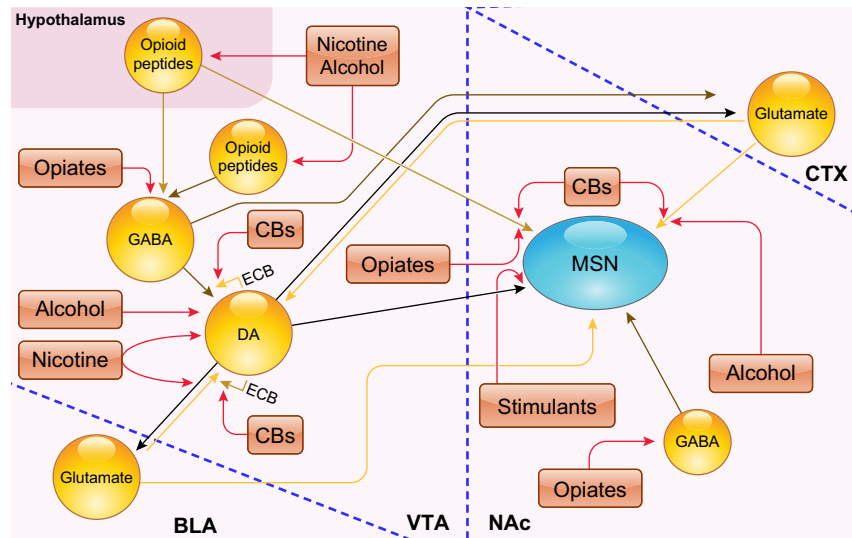 Hypothalamus
Opioid
peptides
Nicotine
Alcohol
Glutamate
CTX
Opioid
peptides
Opiates
CBs
GABA
CBs
Opiates
MSN
ECB
Alcohol
DA
Nicotine
Alcohol
ECB
Stimulants
CBs
GABA
Glutamate
Opiates
BLA
VTA
NAc